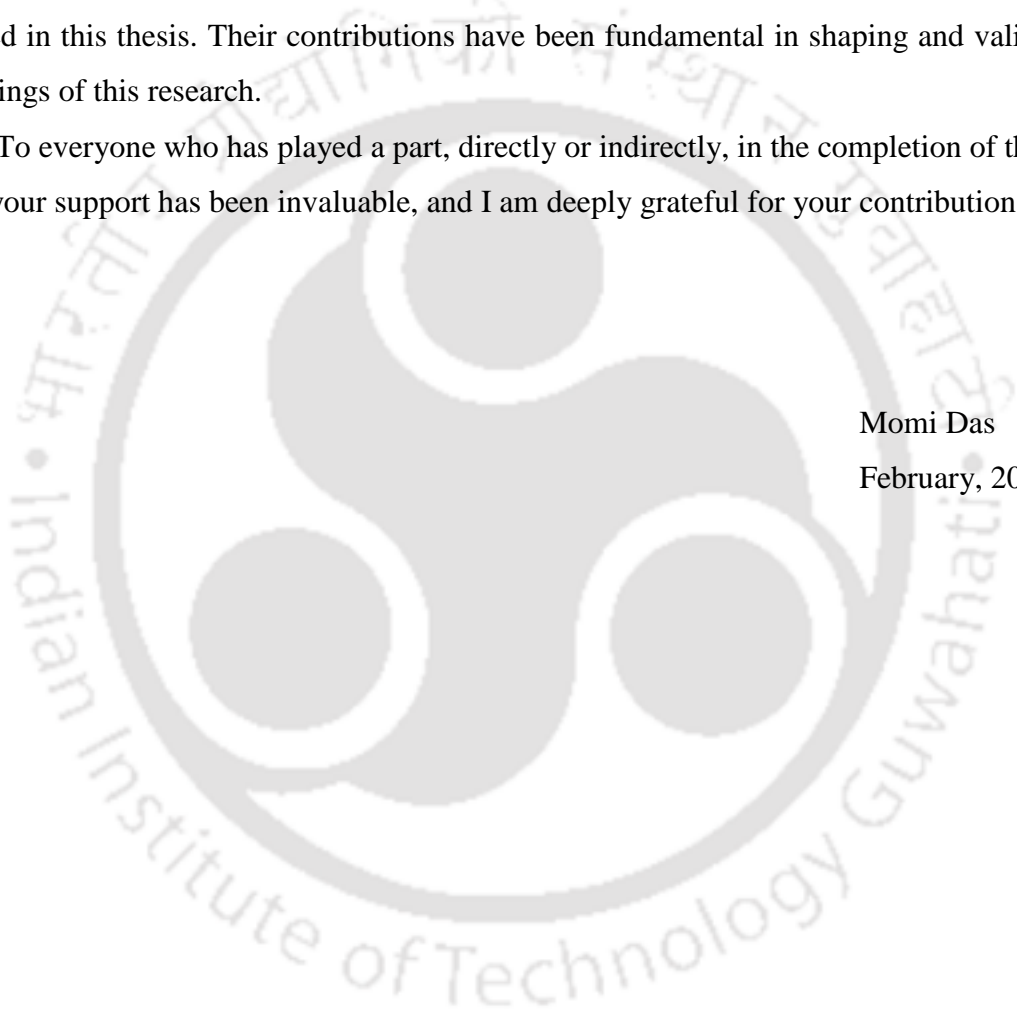 d in this thesis. Their contributions have been fundamental in shaping and vali
ings of this research.
To everyone who has played a part, directly or indirectly, in the completion of th
your support has been invaluable, and I am deeply grateful for your contribution
Momi Das
February, 20
भारतीय प्रौद्योगिकी संस्थान गुवाहाटी
• Indian Institute of Technology Guwahati •